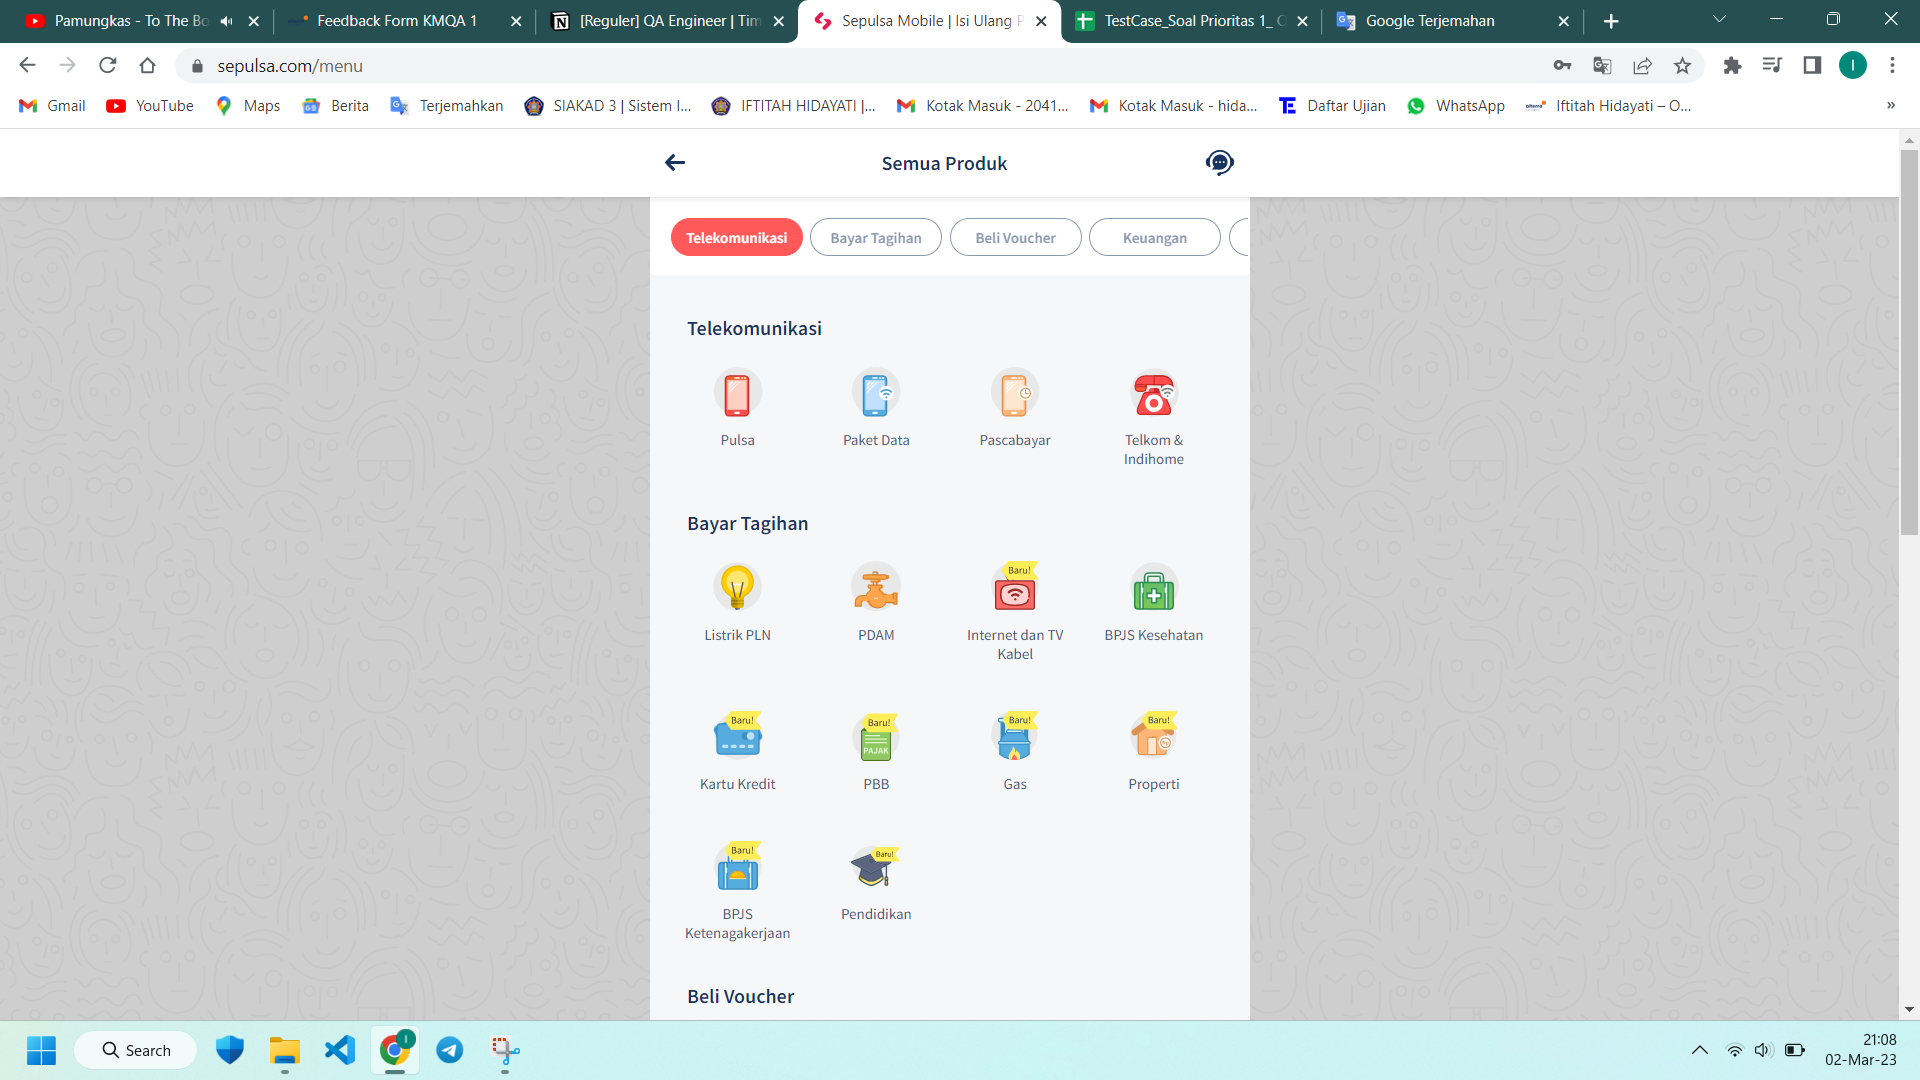 Pamungkas - To The Bo
Feedback Form KMQA 1
[Reguler] QA Engineer | Tim
Sepulsa Mobile | Isi Ulang P
TestCase_Soal Prioritas 1_
Google Terjemahan
sepulsa.com/menu
I
Gmail
YouTube
Maps
Berita
Terjemahkan
SIAKAD 3 | Sistem I...
IFTITAH HIDAYATI |...
Kotak Masuk - 2041...
Kotak Masuk - hida...
Daftar Ujian
WhatsApp
Iftitah Hidayati – O...
»
Semua Produk
Telekomunikasi
Bayar Tagihan
Beli Voucher
Keuangan
Telekomunikasi
Pulsa
Paket Data
Pascabayar
Telkom &
Indihome
Bayar Tagihan
Listrik PLN
PDAM
Baru!
Internet dan TV
Kabel
BPJS Kesehatan
Baru!
Kartu Kredit
Baru!
PAJAK
PBB
Baru!
Gas
Baru!
Properti
Baru!
BPJS
Ketenagakerjaan
Baru!
Pendidikan
Beli Voucher
Search
21:08
02-Mar-23